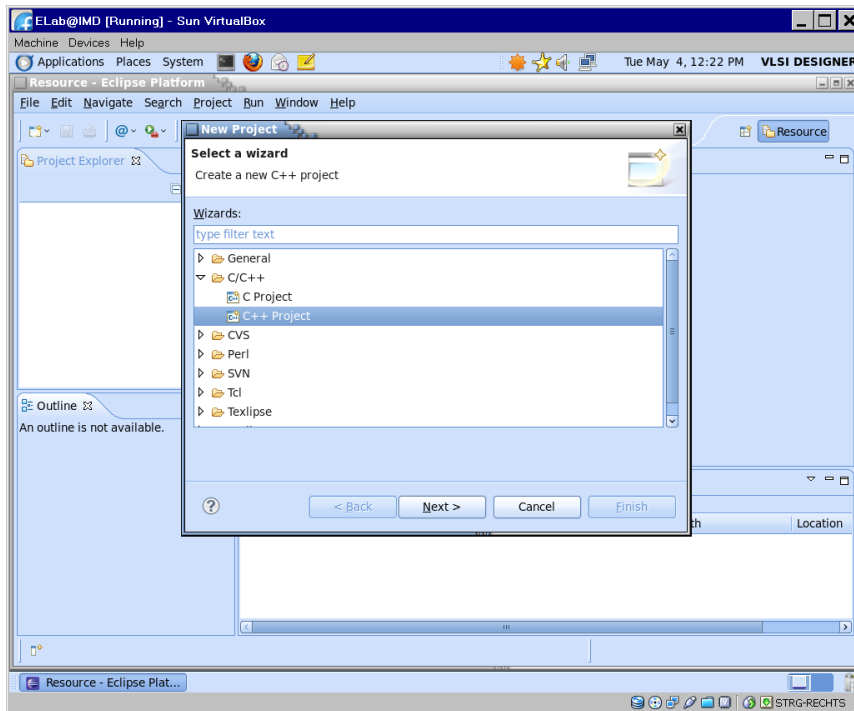 ELab@IMD [Running] - Sun VirtualBox
Machine Devices Help
Applications Places System Tue May 4, 12:22 PM VLSI DESIGNER
Resource - Eclipse Platform
File Edit Navigate Search Project Run Window Help
New Project
Resource
Project Explorer
Select a wizard
Create a new C++ project
Wizards:
type filter text
General
C/C++
C Project
C++ Project
CVS
Perl
SVN
Tcl
Texlipse
Outline
An outline is not available.
< Back Next > Cancel Finish
th Location
Resource - Eclipse Plat...
STRG-RECHTS